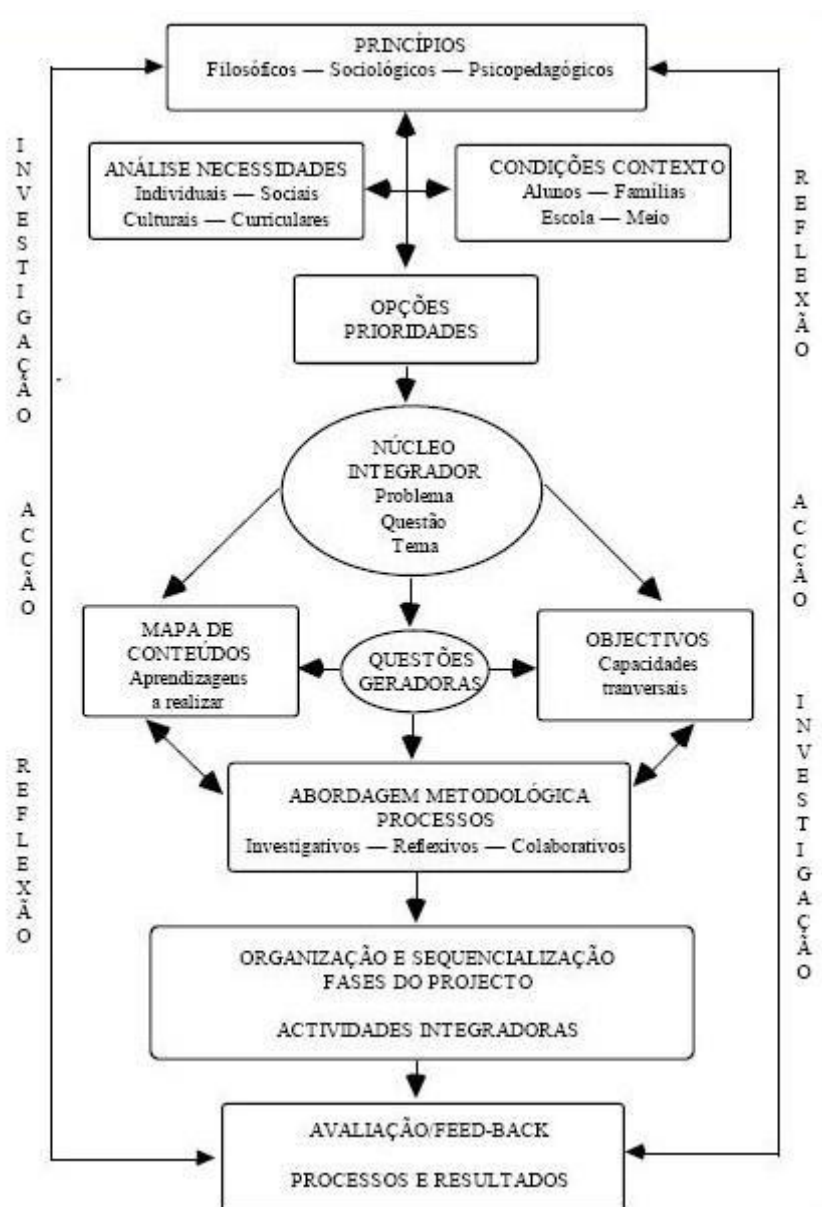 PRINCÍPIOS
Filosóficos — Sociológicos — Psicopedagógicos
ANÁLISE NECESSIDADES
Individuais — Sociais
Culturais — Curriculares
CONDIÇÕES CONTEXTO
Alunos — Famílias
Escola — Meio
INVESTIGAÇÃO
REFLEXÃO
OPÇÕES
PRIORIDADES
NÚCLEO
INTEGRADOR
Problema
Questão
Tema
ACCÃO
ACCÃO
MAPA DE
CONTEÚDOS
Aprendizagens
a realizar
QUESTÕES
GERADORAS
OBJECTIVOS
Capacidades
tranversais
REFLEXÃO
INVESTIGAÇÃO
ABORDAGEM METODOLÓGICA
PROCESSOS
Investigativos — Reflexivos — Colaborativos
ORGANIZAÇÃO E SEQUENCIALIZAÇÃO
FASES DO PROJECTO
ACTIVIDADES INTEGRADORAS
AVALIAÇÃO/FEED-BACK
PROCESSOS E RESULTADOS